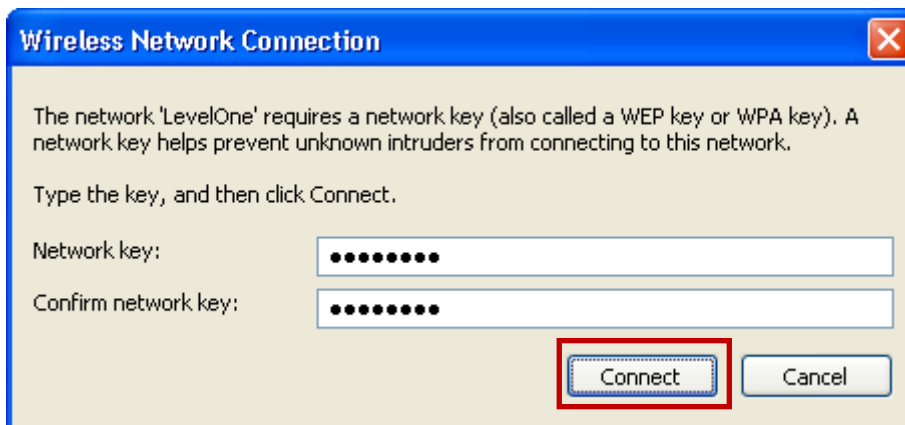 Wireless Network Connection
The network 'LevelOne' requires a network key (also called a WEP key or WPA key). A
network key helps prevent unknown intruders from connecting to this network.
Type the key, and then click Connect.
Network key: ••••••••
Confirm network key: ••••••••
Connect Cancel